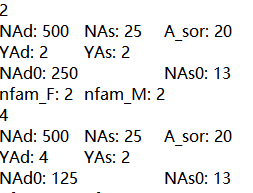 2
NAd: 500 NAs: 25 A_sor: 20
YAd: 2 YAs: 2
NAd0: 250 NAs0: 13
nfam_F: 2 nfam_M: 2
4
NAd: 500 NAs: 25 A_sor: 20
YAd: 4 YAs: 2
NAd0: 125 NAs0: 13